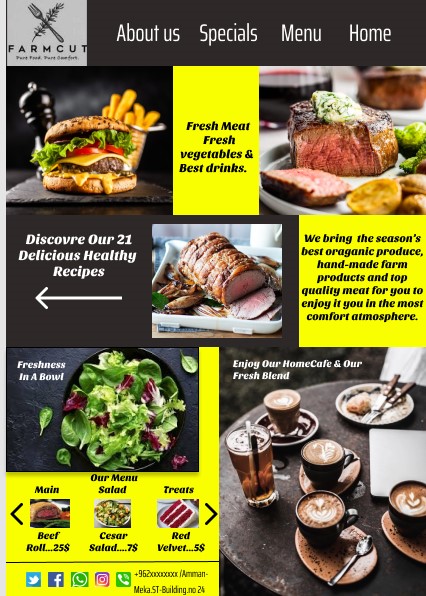 FARMCUT
Pure Food. Pure Comfort.
About us Specials Menu Home
Fresh Meat
Fresh
vegetables &
Best drinks.
Discovre Our 21
Delicious Healthy
Recipes
We bring the season's
best oraganic produce,
hand-made farm
products and top
quality meat for you to
enjoy it you in the most
comfort atmosphere.
Freshness
In A Bowl
Enjoy Our HomeCafe & Our
Fresh Blend
Our Menu
Main Salad Treats
Beef
Roll...25$
Cesar
Salad....7$
Red
Velvet...5$
+962xxxxxxxx /Amman-
Meka.ST-Building.no 24